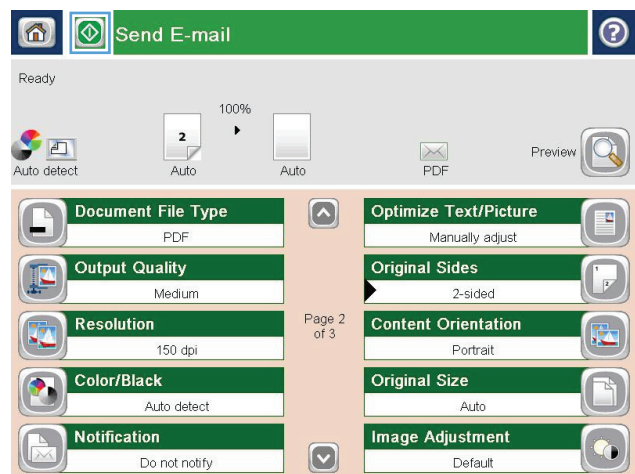 Send E-mail
?
Ready
100%
2
Auto detect
Auto
Auto
PDF
Preview
Document File Type
PDF
Output Quality
Medium
Resolution
150 dpi
Color/Black
Auto detect
Notification
Do not notify
Page 2
of 3
Optimize Text/Picture
Manually adjust
Original Sides
2-sided
1
2
Content Orientation
Portrait
Original Size
Auto
Image Adjustment
Default